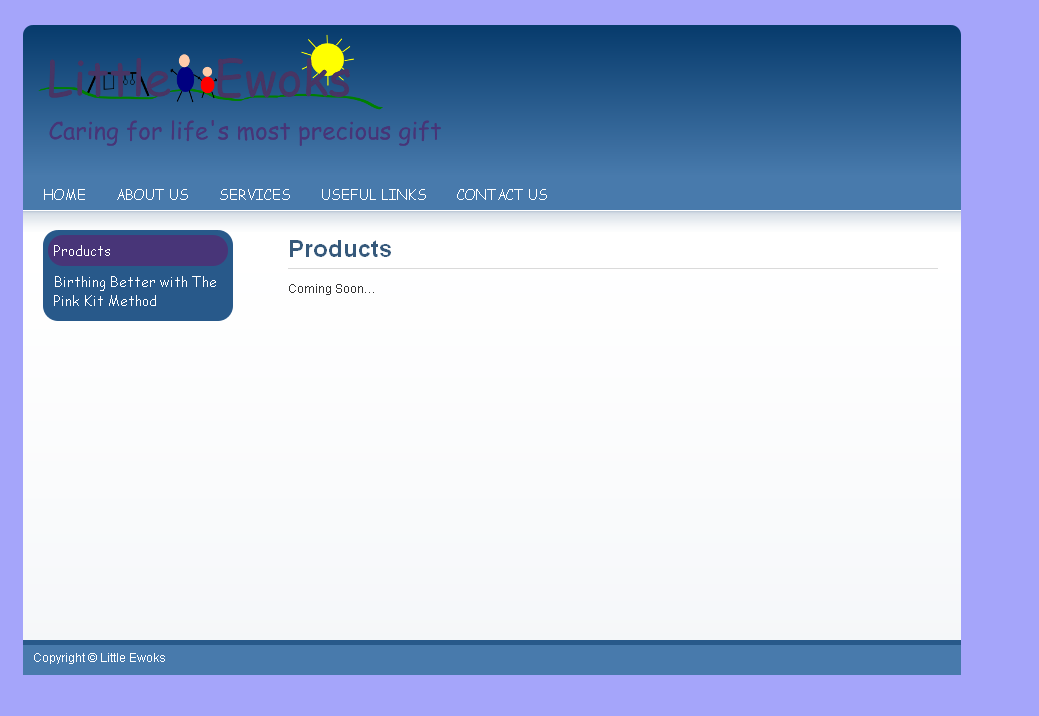 Little Ewoks
Caring for life's most precious gift
HOME ABOUT US SERVICES USEFUL LINKS CONTACT US
Products
Birthing Better with The
Pink Kit Method
Products
Coming Soon...
Copyright © Little Ewoks